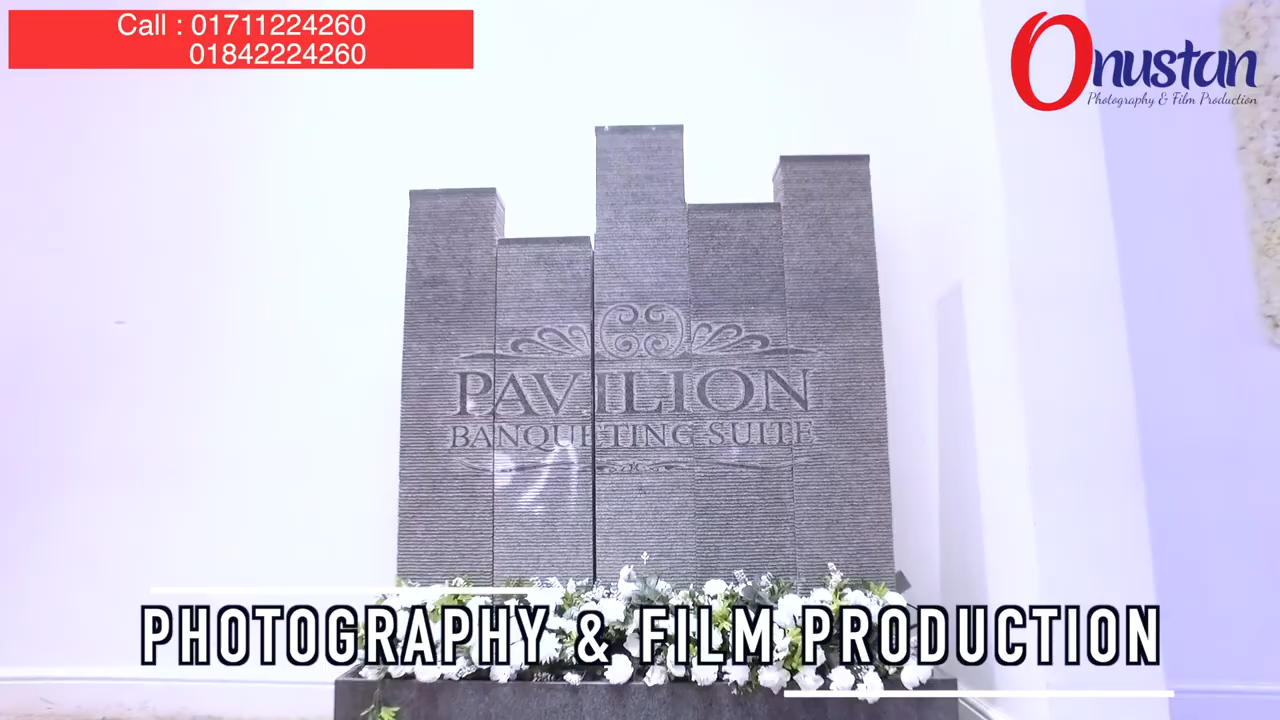 Call : 01711224260
01842224260
Onustan
Photography & Film Production
PAVILION
BANQUETING SUITE
PHOTOGRAPHY & FILM PRODUCTION